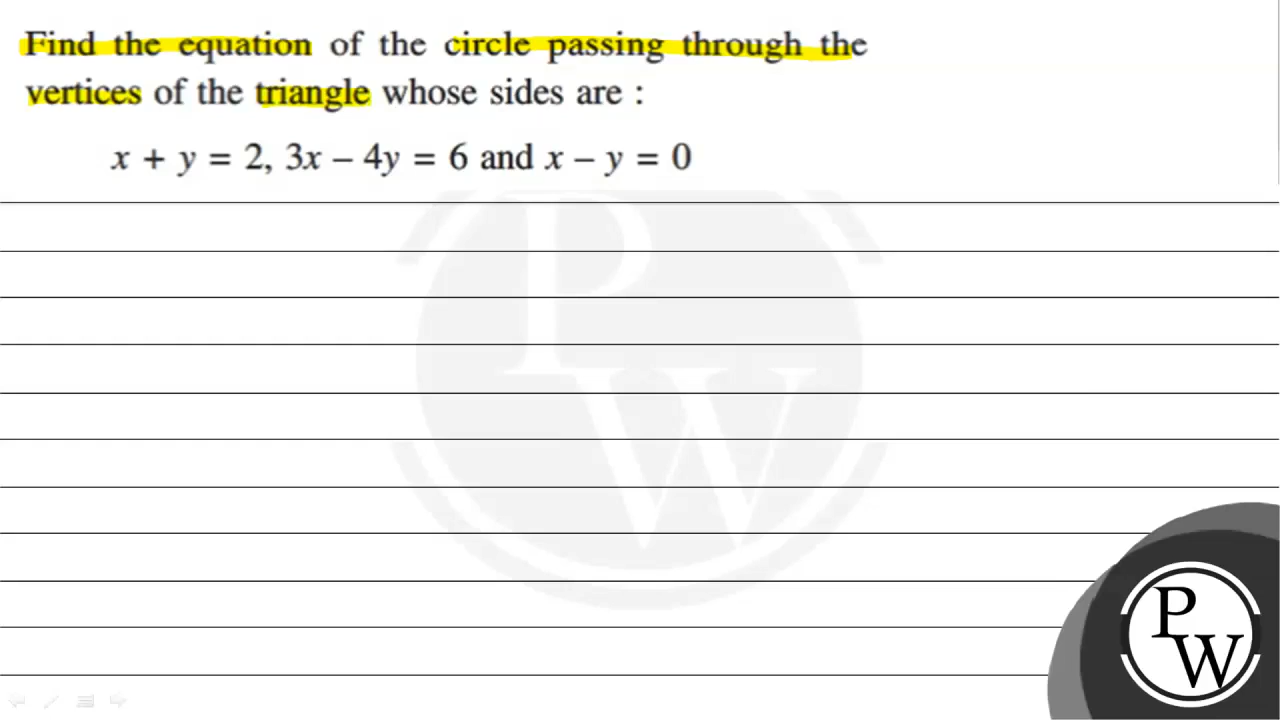 Find the equation of the circle passing through the
vertices of the triangle whose sides are :
x + y = 2, 3x – 4y = 6 and x – y = 0
P
W
P
W